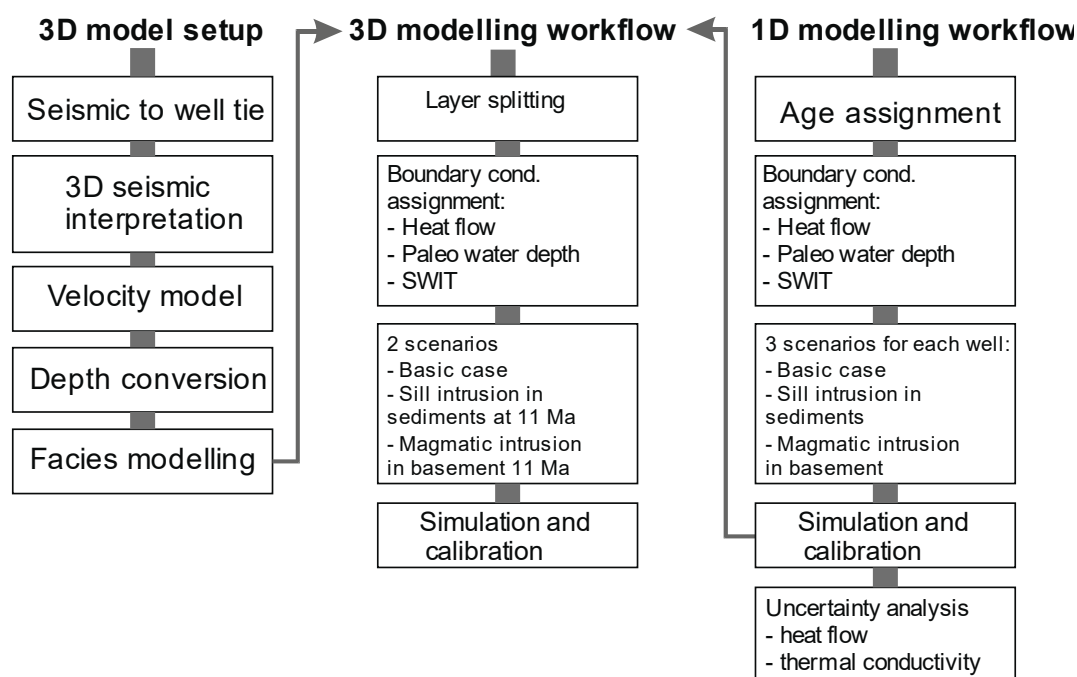 3D model setup
Seismic to well tie
3D seismic
interpretation
Velocity model
Depth conversion
Facies modelling
3D modelling workflow
Layer splitting
Boundary cond.
assignment:
- Heat flow
- Paleo water depth
- SWIT
2 scenarios
- Basic case
- Sill intrusion in
sediments at 11 Ma
- Magmatic intrusion
in basement 11 Ma
Simulation and
calibration
1D modelling workflow
Age assignment
Boundary cond.
assignment:
- Heat flow
- Paleo water depth
- SWIT
3 scenarios for each well:
- Basic case
- Sill intrusion in
sediments
- Magmatic intrusion
in basement
Simulation and
calibration
Uncertainty analysis
- heat flow
- thermal conductivity